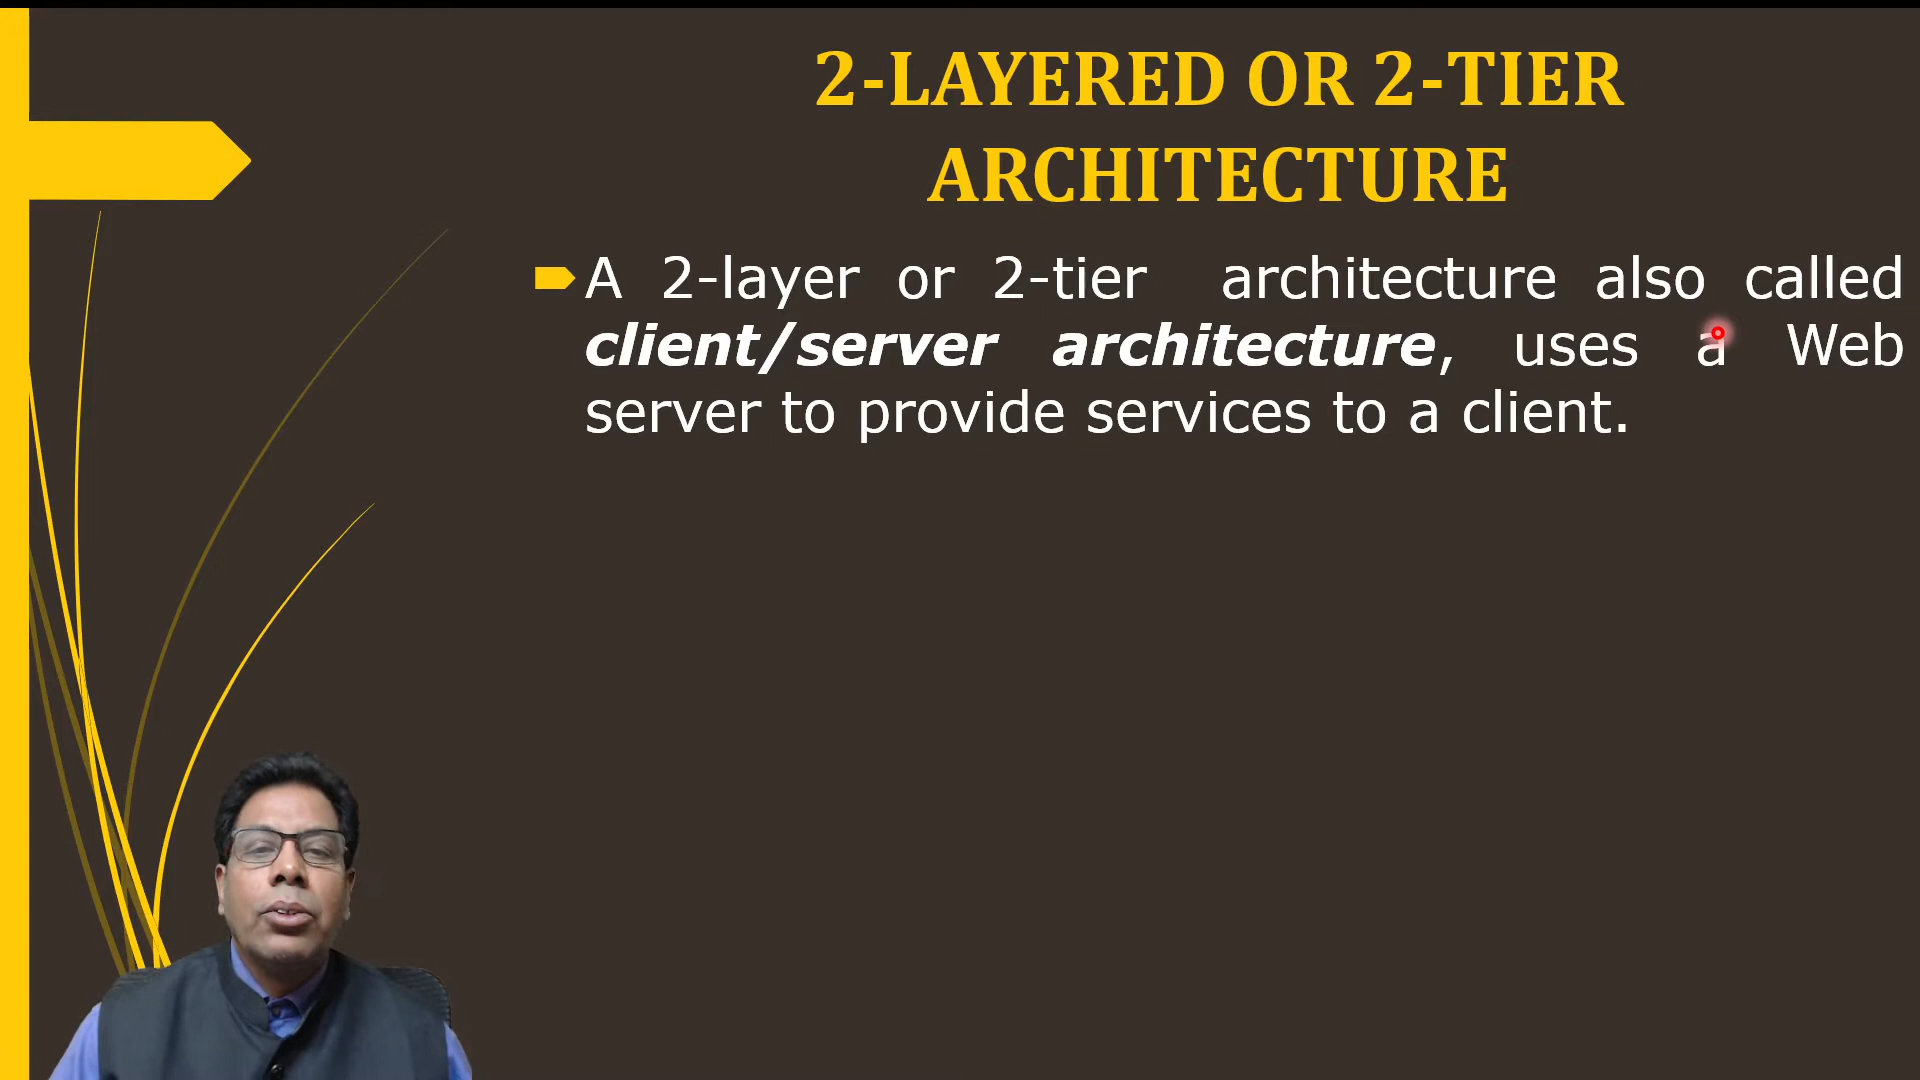 2-LAYERED OR 2-TIER
ARCHITECTURE
A 2-layer or 2-tier architecture also called
client/server architecture, uses a Web
server to provide services to a client.